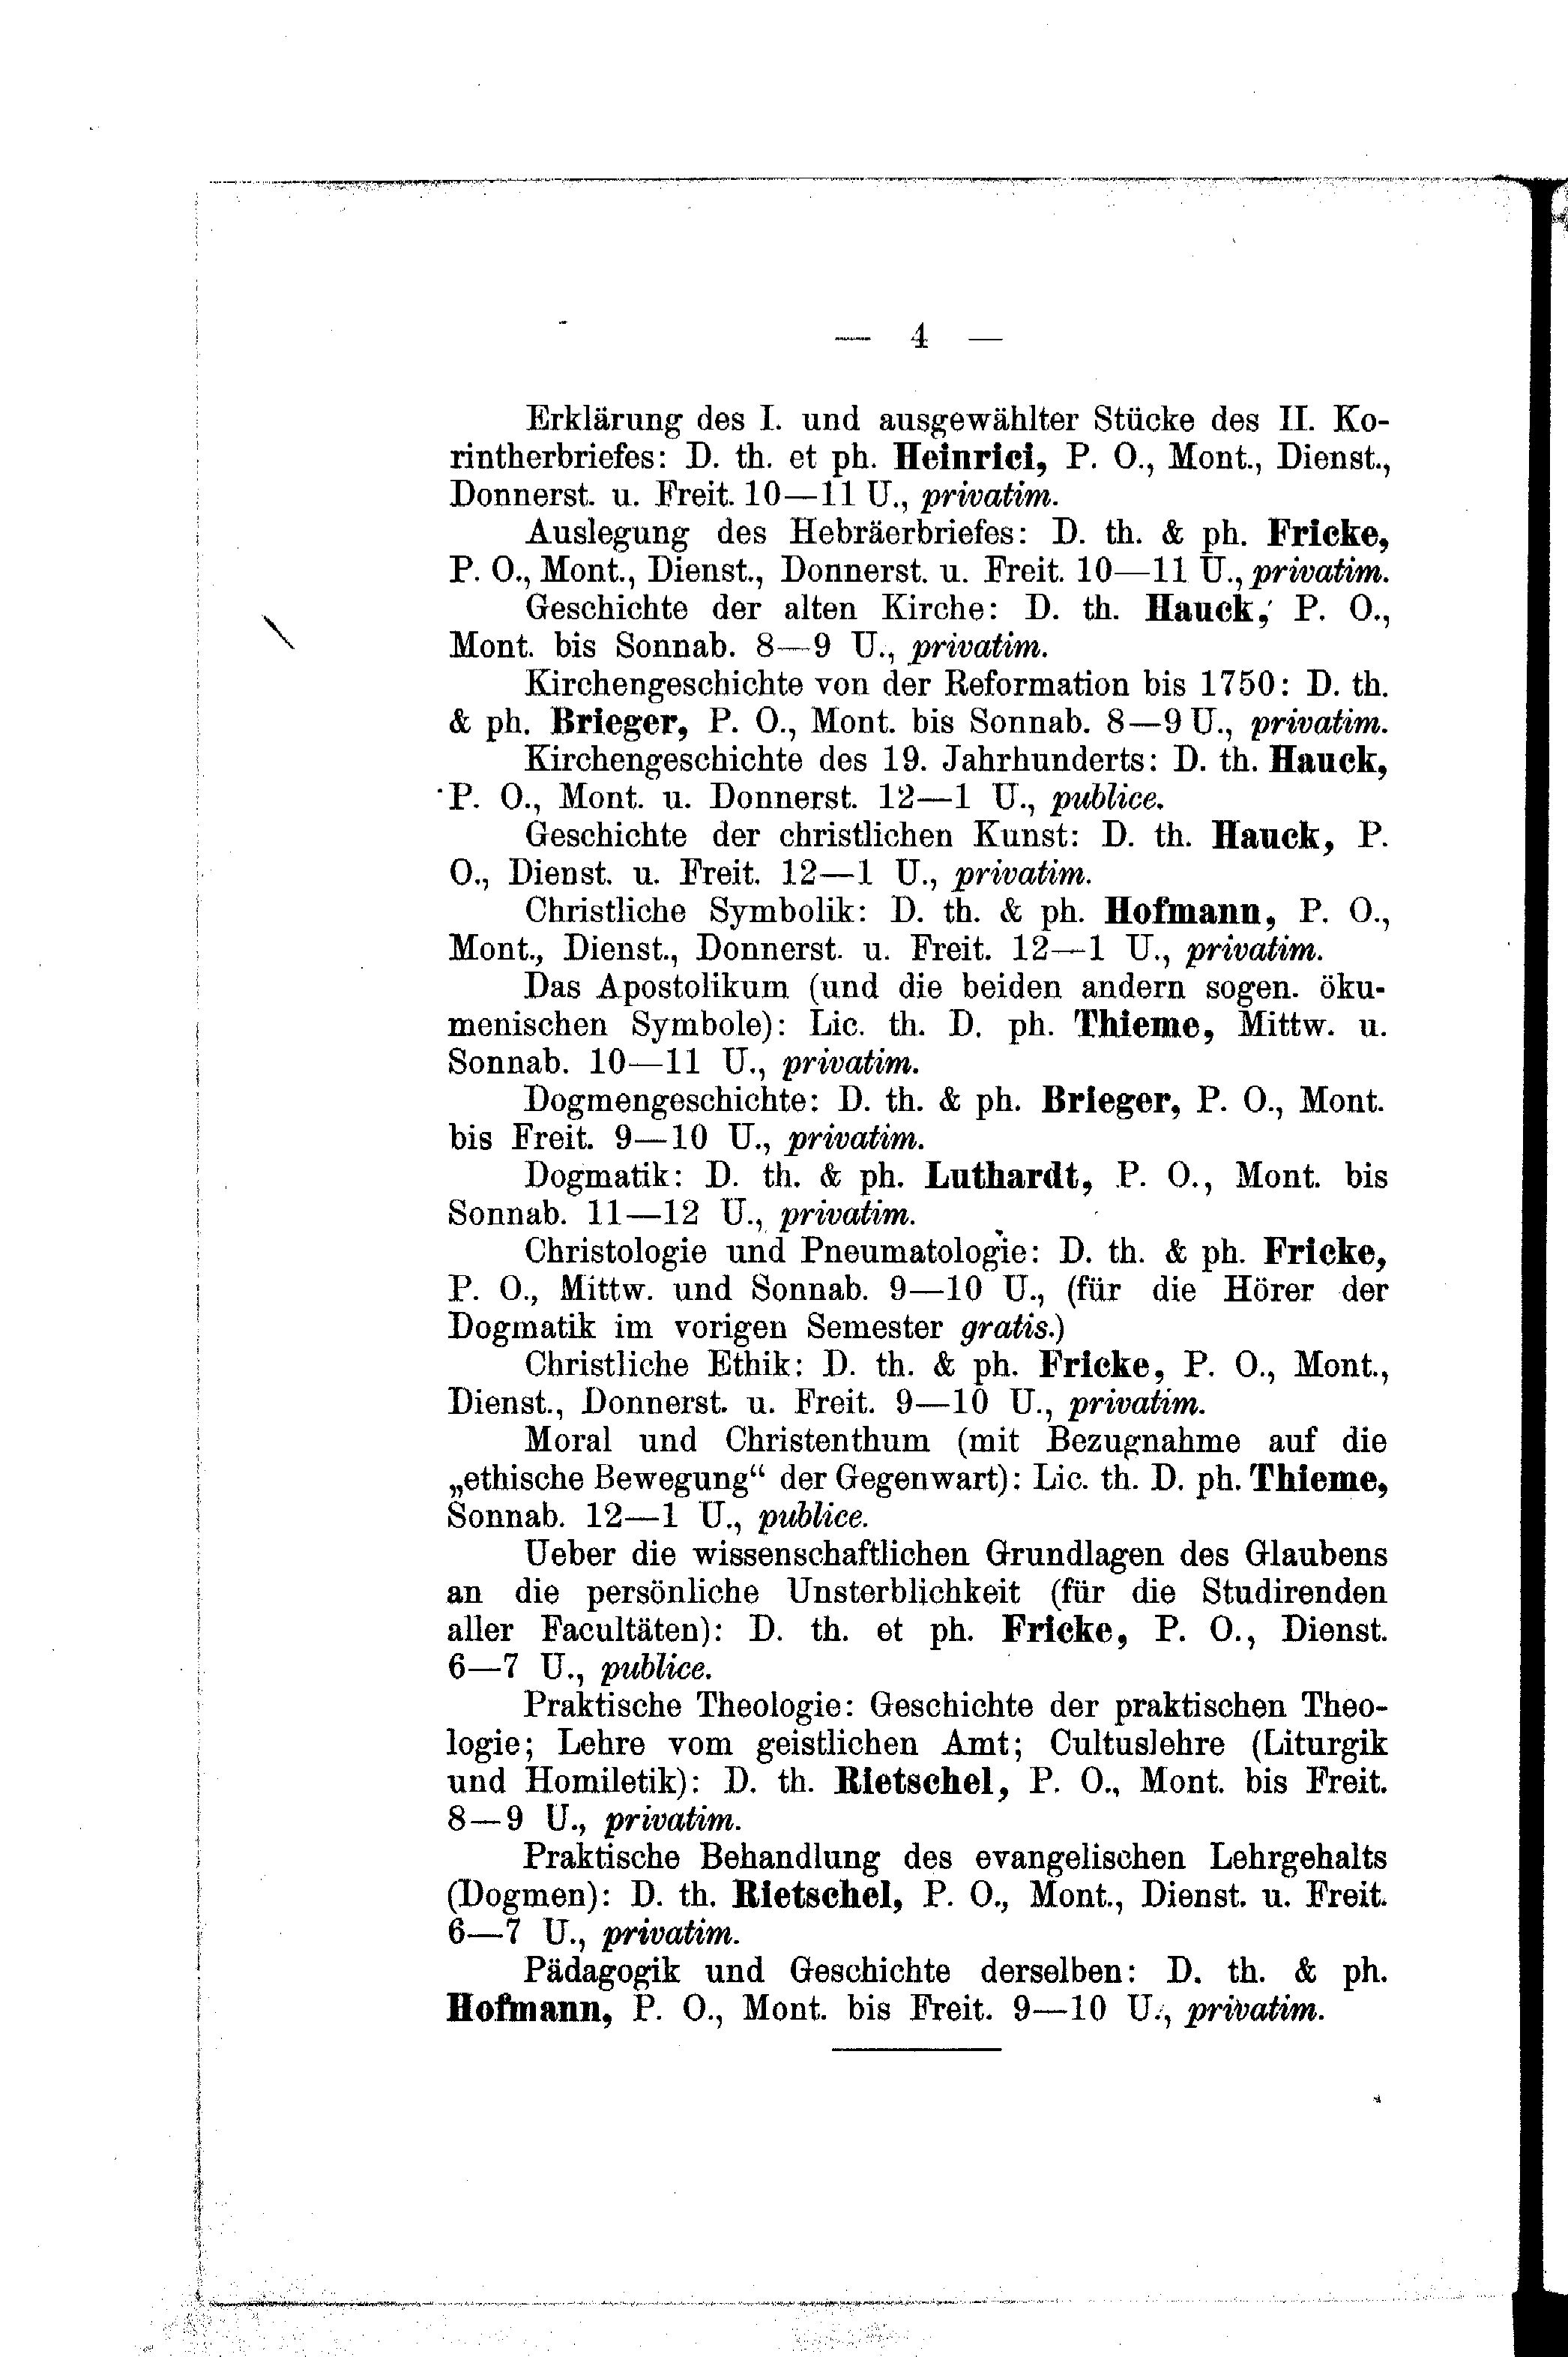 — 4 —
Erklärung des I. und ausgewählter Stücke des II. Ko-
rintherbriefes: D. th. et ph. Heinrici, P. O., Mont., Dienst.,
Donnerst. u. Freit. 10—11 U., privatim.
Auslegung des Hebräerbriefes: D. th. & ph. Fricke,
P. O., Mont., Dienst., Donnerst. u. Freit. 10—11 U., privatim.
Geschichte der alten Kirche: D. th. Hauck, P. O.,
Mont. bis Sonnab. 8—9 U., privatim.
Kirchengeschichte von der Reformation bis 1750: D. th.
& ph. Brieger, P. O., Mont. bis Sonnab. 8—9 U., privatim.
Kirchengeschichte des 19. Jahrhunderts: D. th. Hauck,
P. O., Mont. u. Donnerst. 12—1 U., publice.
Geschichte der christlichen Kunst: D. th. Hauck, P.
O., Dienst. u. Freit. 12—1 U., privatim.
Christliche Symbolik: D. th. & ph. Hofmann, P. O.,
Mont., Dienst., Donnerst. u. Freit. 12—1 U., privatim.
Das Apostolikum (und die beiden andern sogen. öku-
menischen Symbole): Lic. th. D. ph. Thieme, Mittw. u.
Sonnab. 10—11 U., privatim.
Dogmengeschichte: D. th. & ph. Brieger, P. O., Mont.
bis Freit. 9—10 U., privatim.
Dogmatik: D. th. & ph. Luthardt, P. O., Mont. bis
Sonnab. 11—12 U., privatim.
Christologie und Pneumatologie: D. th. & ph. Fricke,
P. O., Mittw. und Sonnab. 9—10 U., (für die Hörer der
Dogmatik im vorigen Semester gratis.)
Christliche Ethik: D. th. & ph. Fricke, P. O., Mont.,
Dienst., Donnerst. u. Freit. 9—10 U., privatim.
Moral und Christenthum (mit Bezugnahme auf die
„ethische Bewegung“ der Gegenwart): Lic. th. D. ph. Thieme,
Sonnab. 12—1 U., publice.
Ueber die wissenschaftlichen Grundlagen des Glaubens
an die persönliche Unsterblichkeit (für die Studirenden
aller Facultäten): D. th. et ph. Fricke, P. O., Dienst.
6—7 U., publice.
Praktische Theologie: Geschichte der praktischen Theo-
logie; Lehre vom geistlichen Amt; Cultuslehre (Liturgik
und Homiletik): D. th. Rietschel, P. O., Mont. bis Freit.
8—9 U., privatim.
Praktische Behandlung des evangelischen Lehrgehalts
(Dogmen): D. th. Rietschel, P. O., Mont., Dienst. u. Freit.
6—7 U., privatim.
Pädagogik und Geschichte derselben: D. th. & ph.
Hofmann, P. O., Mont. bis Freit. 9—10 U., privatim.